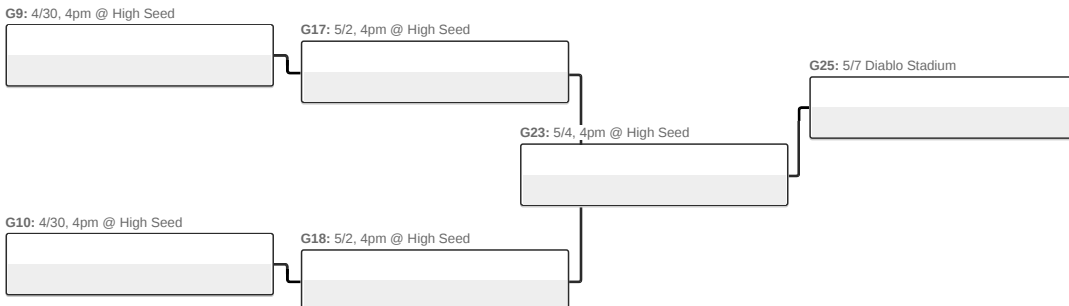 G9: 4/30, 4pm @ High Seed
G17: 5/2, 4pm @ High Seed
G25: 5/7 Diablo Stadium
G23: 5/4, 4pm @ High Seed
G10: 4/30, 4pm @ High Seed
G18: 5/2, 4pm @ High Seed